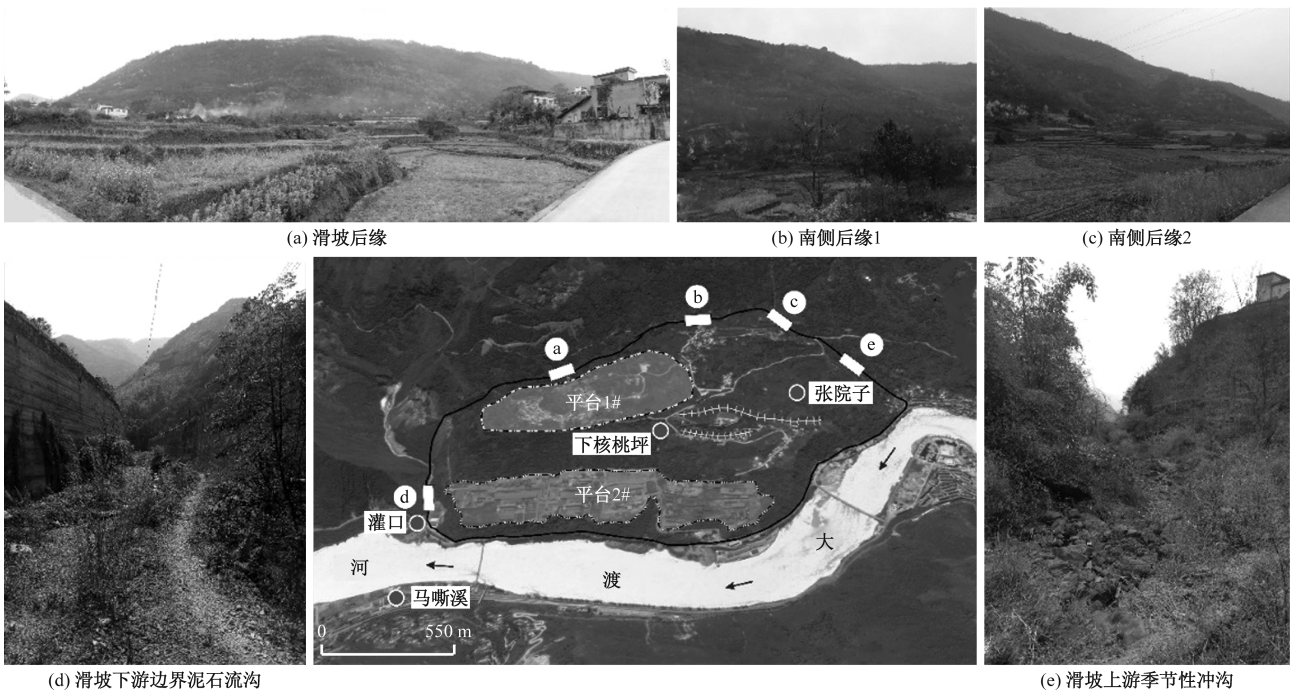 (a) 滑坡后缘
(b) 南侧后缘1
(c) 南侧后缘2
b
c
a
e
张院子
平台1#
下核桃坪
d
平台2#
灌口
大
河
渡
马嘶溪
0
550 m
(d) 滑坡下游边界泥石流沟
(e) 滑坡上游季节性冲沟